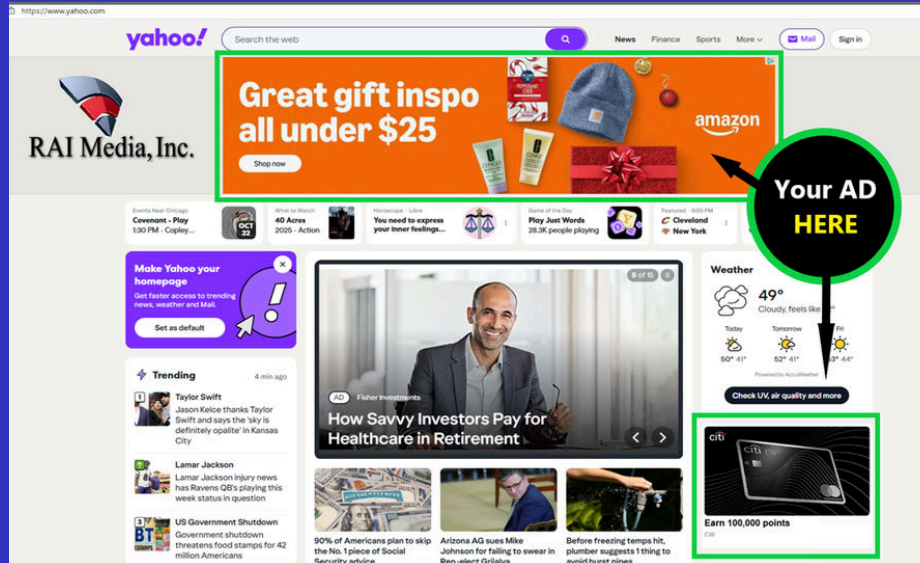 https://www.yahoo.com
yahoo!
Search the web
News Finance Sports More Mail Sign in
RAI Media, Inc.
Great gift inspo
all under $25
Shop now
PEPPERMINT
CLINIQUE
CLINIQUE
amazon
Your AD
HERE
Events Near Chicago
Covenant - Play
1:30 PM - Copley...
OCT
22
What to Watch
40 Acres
2025 - Action
Horoscope - Libra
You need to express
your inner feelings...
Game of the Day
Play Just Words
28.3K people playing
Featured - 6:00 PM
Cleveland
New York
Make Yahoo your
homepage
Get faster access to trending
news, weather and Mail.
Set as default
5 of 15
AD Fisher Investments
How Savvy Investors Pay for
Healthcare in Retirement
Weather
49°
Cloudy, feels like
Today Tomorrow Fri
50° 41° 52° 41° 44°
Powered by AccuWeather
Check UV, air quality and more
Trending 4 min ago
1 Taylor Swift
Jason Kelce thanks Taylor
Swift and says the 'sky is
definitely opalite' in Kansas
City
Lamar Jackson
Lamar Jackson injury news
has Ravens QB's playing this
week status in question
3 US Government Shutdown
Government shutdown
threatens food stamps for 42
million Americans
90% of Americans plan to skip
the No. 1 piece of Social
Security advice
Arizona AG sues Mike
Johnson for failing to swear in
Rep.-elect Grijalva
Before freezing temps hit,
plumber suggests 1 thing to
avoid burst pipes
citi
citi
Earn 100,000 points
Citi